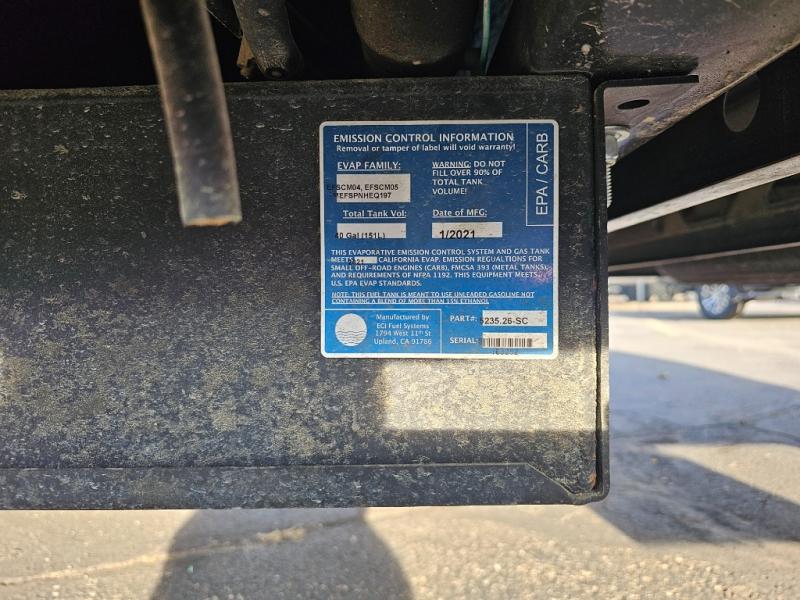 EMISSION CONTROL INFORMATION
Removal or tamper of label will void warranty!
EPA / CARB
EVAP FAMILY:
EFSCM04, EFSCM05
EFSPNHEQ197
WARNING: DO NOT
FILL OVER 90% OF
TOTAL TANK
VOLUME!
Total Tank Vol:
40 Gal (151L)
Date of MFG:
1/2021
THIS EVAPORATIVE EMISSION CONTROL SYSTEM AND GAS TANK
MEETS 21 CALIFORNIA EVAP. EMISSION REGUALTIONS FOR
SMALL OFF-ROAD ENGINES (CARB), FMCSA 393 (METAL TANKS)
AND REQUIREMENTS OF NFPA 1192. THIS EQUIPMENT MEETS
U.S. EPA EVAP STANDARDS.
NOTE: THIS FUEL TANK IS MEANT TO USE UNLEADED GASOLINE NOT
CONTAINING A BLEND OF MORE THAN 15% ETHANOL
Manufactured by
ECI Fuel Systems
1794 West 11th St
Upland, CA 91786
PART#: 5235.26-SC
SERIAL: